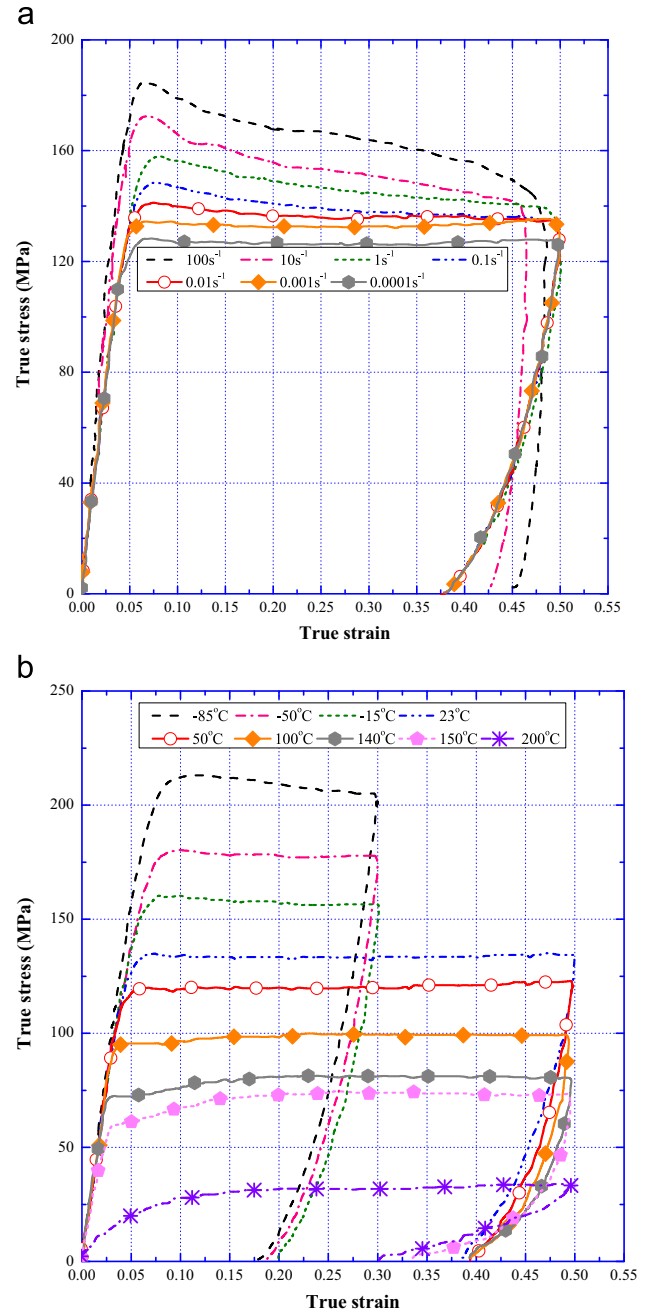 a
200
160
120
80
40
0
True stress (MPa)
100s⁻¹ 10s⁻¹ 1s⁻¹ 0.1s⁻¹
0.01s⁻¹ 0.001s⁻¹ 0.0001s⁻¹
0.00 0.05 0.10 0.15 0.20 0.25 0.30 0.35 0.40 0.45 0.50 0.55
True strain
b
250
200
150
100
50
0
True stress (MPa)
-85°C -50°C -15°C 23°C
50°C 100°C 140°C 150°C 200°C
0.00 0.05 0.10 0.15 0.20 0.25 0.30 0.35 0.40 0.45 0.50 0.55
True strain